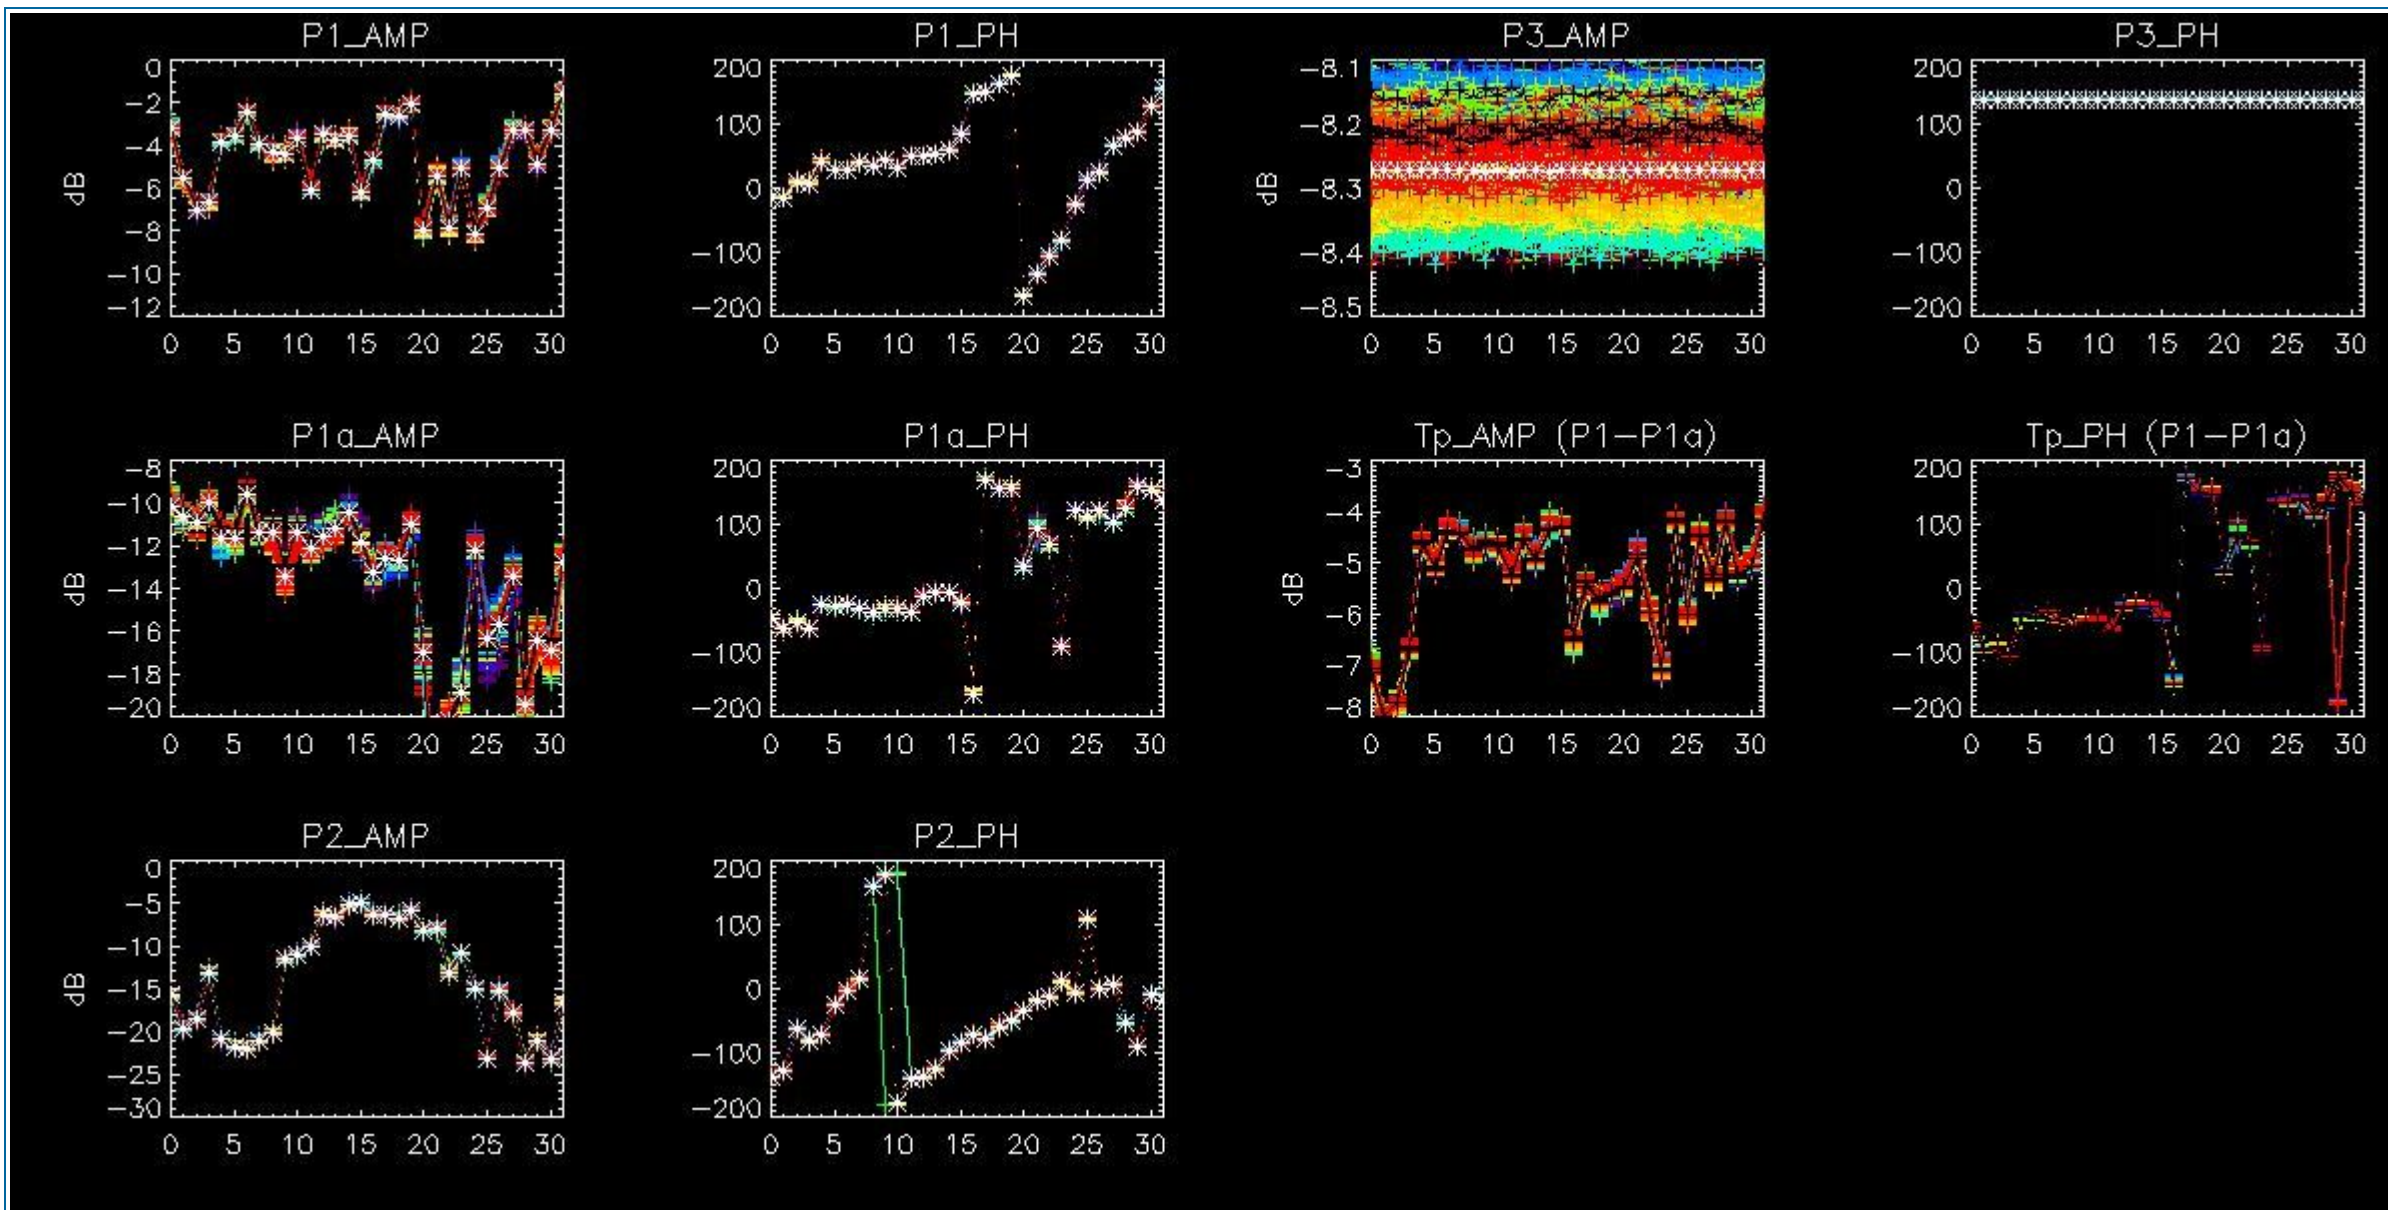 P1_AMP P1_PH P3_AMP P3_PH
0 200 −8.1 200
−2 100 −8.2 100
−4 0 −8.3 0
−6 −100 −8.4 −100
−8 −200 −8.5 −200
−10
−12
dB dB
0 5 10 15 20 25 30 0 5 10 15 20 25 30 0 5 10 15 20 25 30 0 5 10 15 20 25 30
P1a_AMP P1a_PH Tp_AMP (P1−P1a) Tp_PH (P1−P1a)
−8 200 −3 200
−10 100 −4 100
−12 0 −5 0
−14 −100 −6 −100
−16 −200 −7 −200
−18 −8
−20
dB dB
0 5 10 15 20 25 30 0 5 10 15 20 25 30 0 5 10 15 20 25 30 0 5 10 15 20 25 30
P2_AMP P2_PH
0 200
−5 100
−10 0
−15 −100
−20 −200
−25
−30
dB
0 5 10 15 20 25 30 0 5 10 15 20 25 30